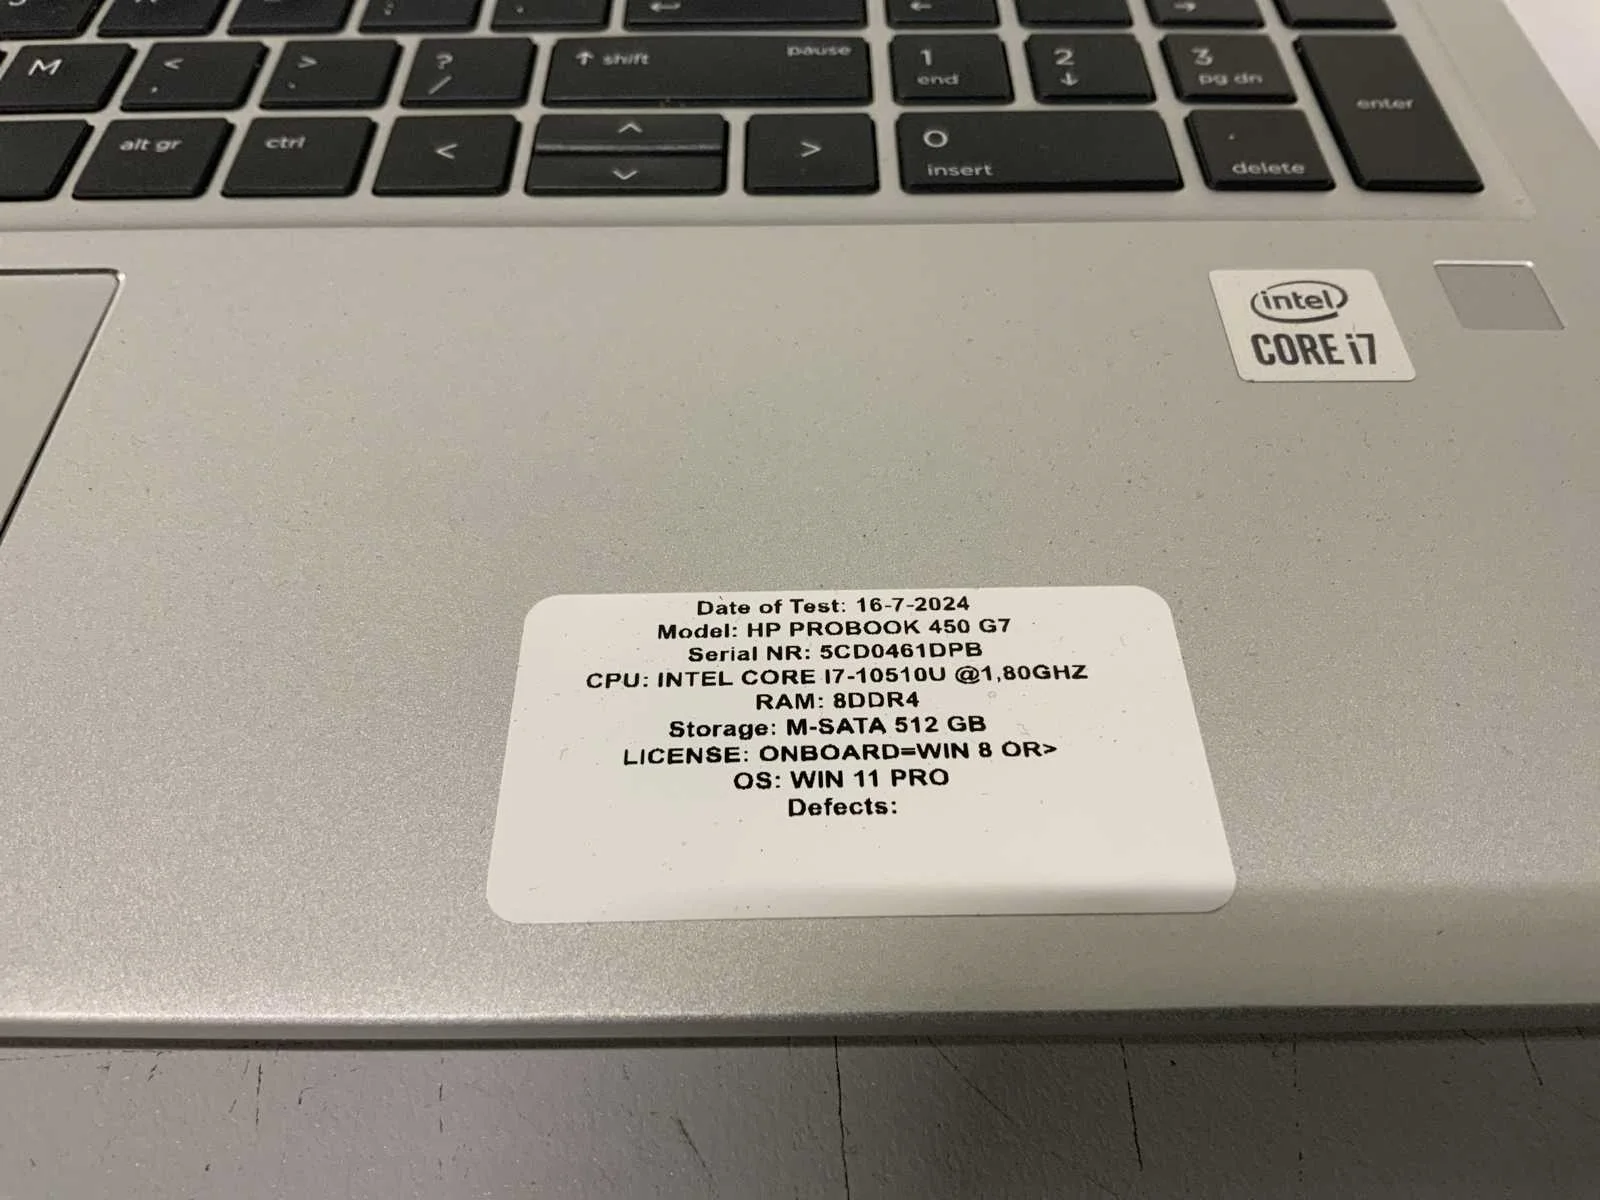 M < , > . ? / ↑ shift pause 1 end 2 ↓ 3 pg dn enter
alt gr ctrl < ^ v > 0 insert . delete
intel
CORE i7
Date of Test: 16-7-2024
Model: HP PROBOOK 450 G7
Serial NR: 5CD0461DPB
CPU: INTEL CORE I7-10510U @1,80GHZ
RAM: 8DDR4
Storage: M-SATA 512 GB
LICENSE: ONBOARD=WIN 8 OR>
OS: WIN 11 PRO
Defects: